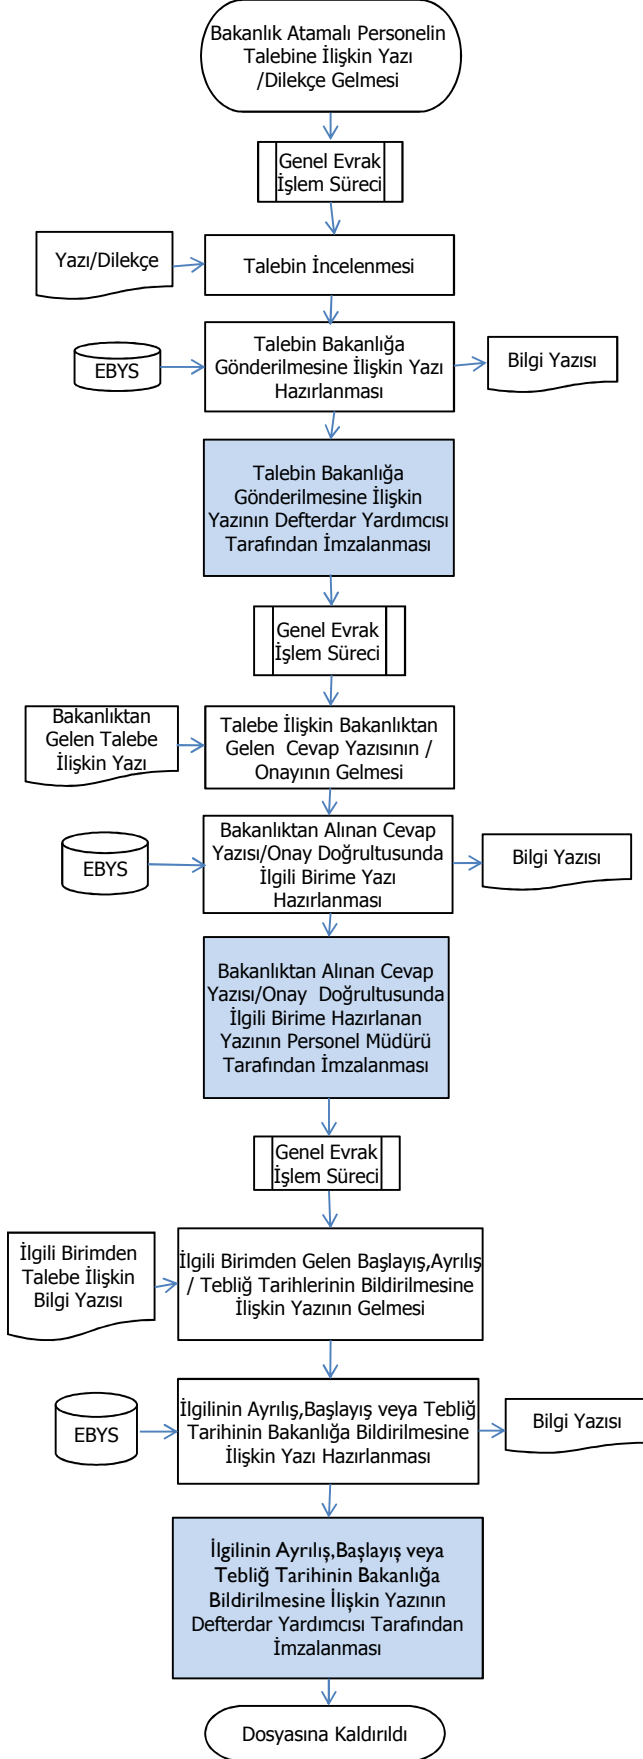 Bakanlık Atamalı Personelin
Talebine İlişkin Yazı
/Dilekçe Gelmesi
Genel Evrak
İşlem Süreci
Yazı/Dilekçe
Talebin İncelenmesi
EBYS
Talebin Bakanlığa
Gönderilmesine İlişkin Yazı
Hazırlanması
Bilgi Yazısı
Talebin Bakanlığa
Gönderilmesine İlişkin
Yazının Defterdar Yardımcısı
Tarafından İmzalanması
Genel Evrak
İşlem Süreci
Bakanlıktan
Gelen Talebe
İlişkin Yazı
Talebe İlişkin Bakanlıktan
Gelen  Cevap Yazısının /
Onayının Gelmesi
EBYS
Bakanlıktan Alınan Cevap
Yazısı/Onay Doğrultusunda
İlgili Birime Yazı
Hazırlanması
Bilgi Yazısı
Bakanlıktan Alınan Cevap
Yazısı/Onay  Doğrultusunda
İlgili Birime Hazırlanan
Yazının Personel Müdürü
Tarafından İmzalanması
Genel Evrak
İşlem Süreci
İlgili Birimden
Talebe İlişkin
Bilgi Yazısı
İlgili Birimden Gelen Başlayış,Ayrılış
/ Tebliğ Tarihlerinin Bildirilmesine
İlişkin Yazının Gelmesi
EBYS
İlgilinin Ayrılış,Başlayış veya Tebliğ
Tarihinin Bakanlığa Bildirilmesine
İlişkin Yazı Hazırlanması
Bilgi Yazısı
İlgilinin Ayrılış,Başlayış veya
Tebliğ Tarihinin Bakanlığa
Bildirilmesine İlişkin Yazının
Defterdar Yardımcısı Tarafından
İmzalanması
Dosyasına Kaldırıldı